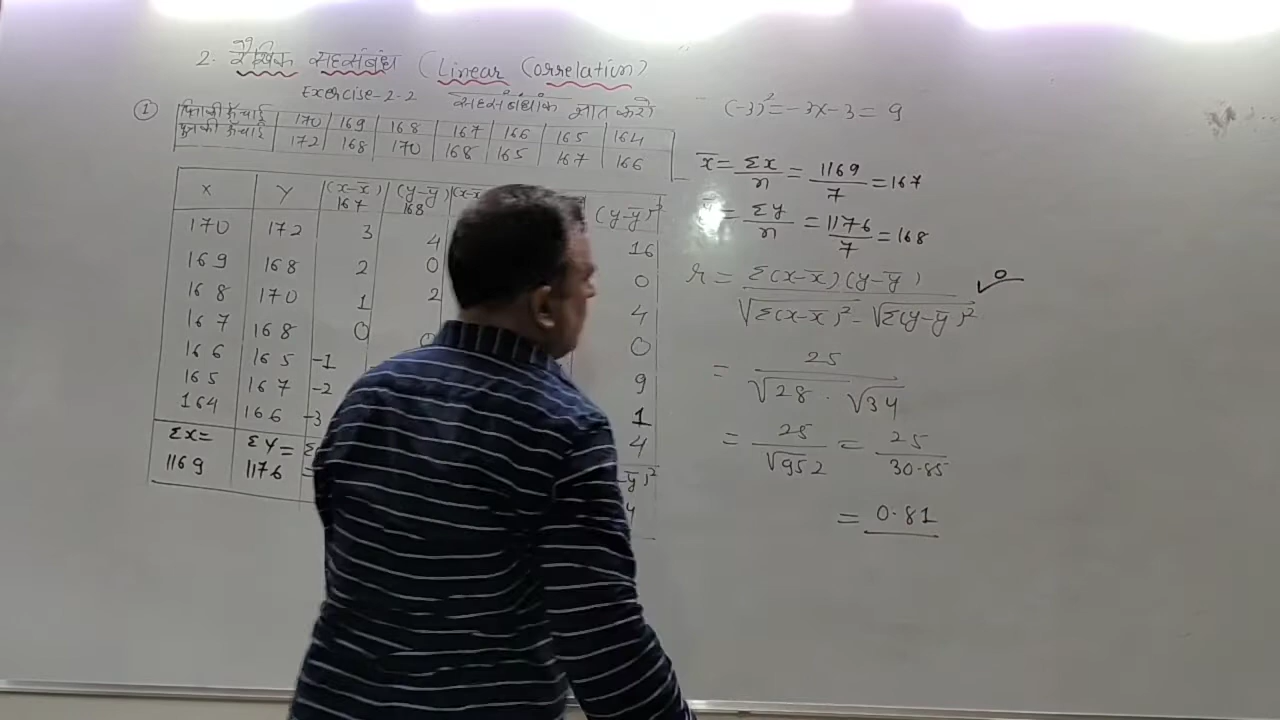 2. रैखिक सहसंबंध (Linear Correlation)
Exercise-2.2 सहसंबंधांक ज्ञात करो
(-3)²=-3x-3=9
① पिता की ऊँचाई 170 169 168 167 166 165 164
पुत्र की ऊँचाई 172 168 170 168 165 167 166
x y (x-x̄) (y-ȳ) (x-x (y-ȳ)²
167 168
170 172 3 4 16
169 168 2 0 0
168 170 1 2 4
167 168 0 0 0
166 165 -1 9
165 167 -2 1
164 166 -3 4
Σx= Σy= Σ -ȳ)²
1169 1176 = 4
x̄ = Σx/n = 1169/7 = 167
= Σy/n = 1176/7 = 168
r = Σ(x-x̄)(y-ȳ) / √Σ(x-x̄)² - √Σ(y-ȳ)²
= 25 / √28 . √34
= 25/√952 = 25/30.85
= 0.81